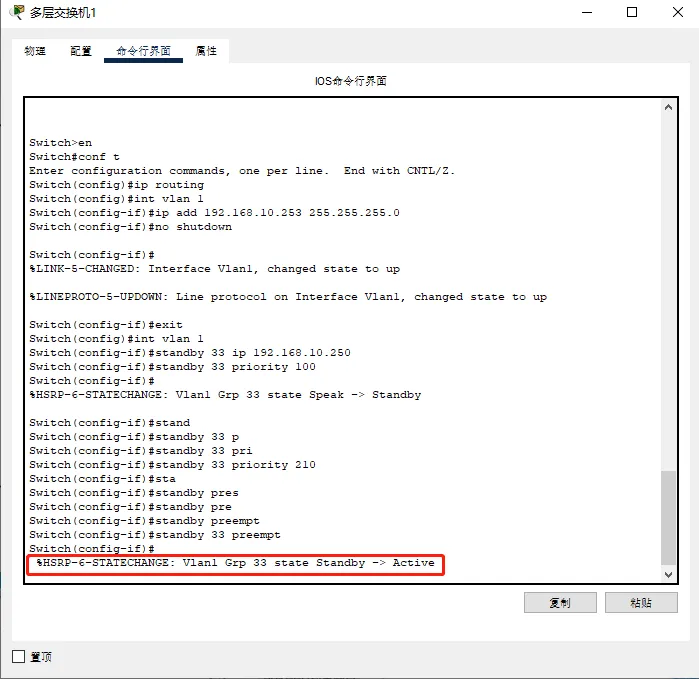 多层交换机1
物理 配置 命令行界面 属性
IOS命令行界面
Switch>en
Switch#conf t
Enter configuration commands, one per line.  End with CNTL/Z.
Switch(config)#ip routing
Switch(config)#int vlan 1
Switch(config-if)#ip add 192.168.10.253 255.255.255.0
Switch(config-if)#no shutdown
Switch(config-if)#
%LINK-5-CHANGED: Interface Vlan1, changed state to up
%LINEPROTO-5-UPDOWN: Line protocol on Interface Vlan1, changed state to up
Switch(config-if)#exit
Switch(config)#int vlan 1
Switch(config-if)#standby 33 ip 192.168.10.250
Switch(config-if)#standby 33 priority 100
Switch(config-if)#
%HSRP-6-STATECHANGE: Vlan1 Grp 33 state Speak -> Standby
Switch(config-if)#stand
Switch(config-if)#standby 33 p
Switch(config-if)#standby 33 pri
Switch(config-if)#standby 33 priority 210
Switch(config-if)#sta
Switch(config-if)#standby pres
Switch(config-if)#standby pre
Switch(config-if)#standby preempt
Switch(config-if)#standby 33 preempt
Switch(config-if)#
%HSRP-6-STATECHANGE: Vlan1 Grp 33 state Standby -> Active
复制 粘贴
置顶